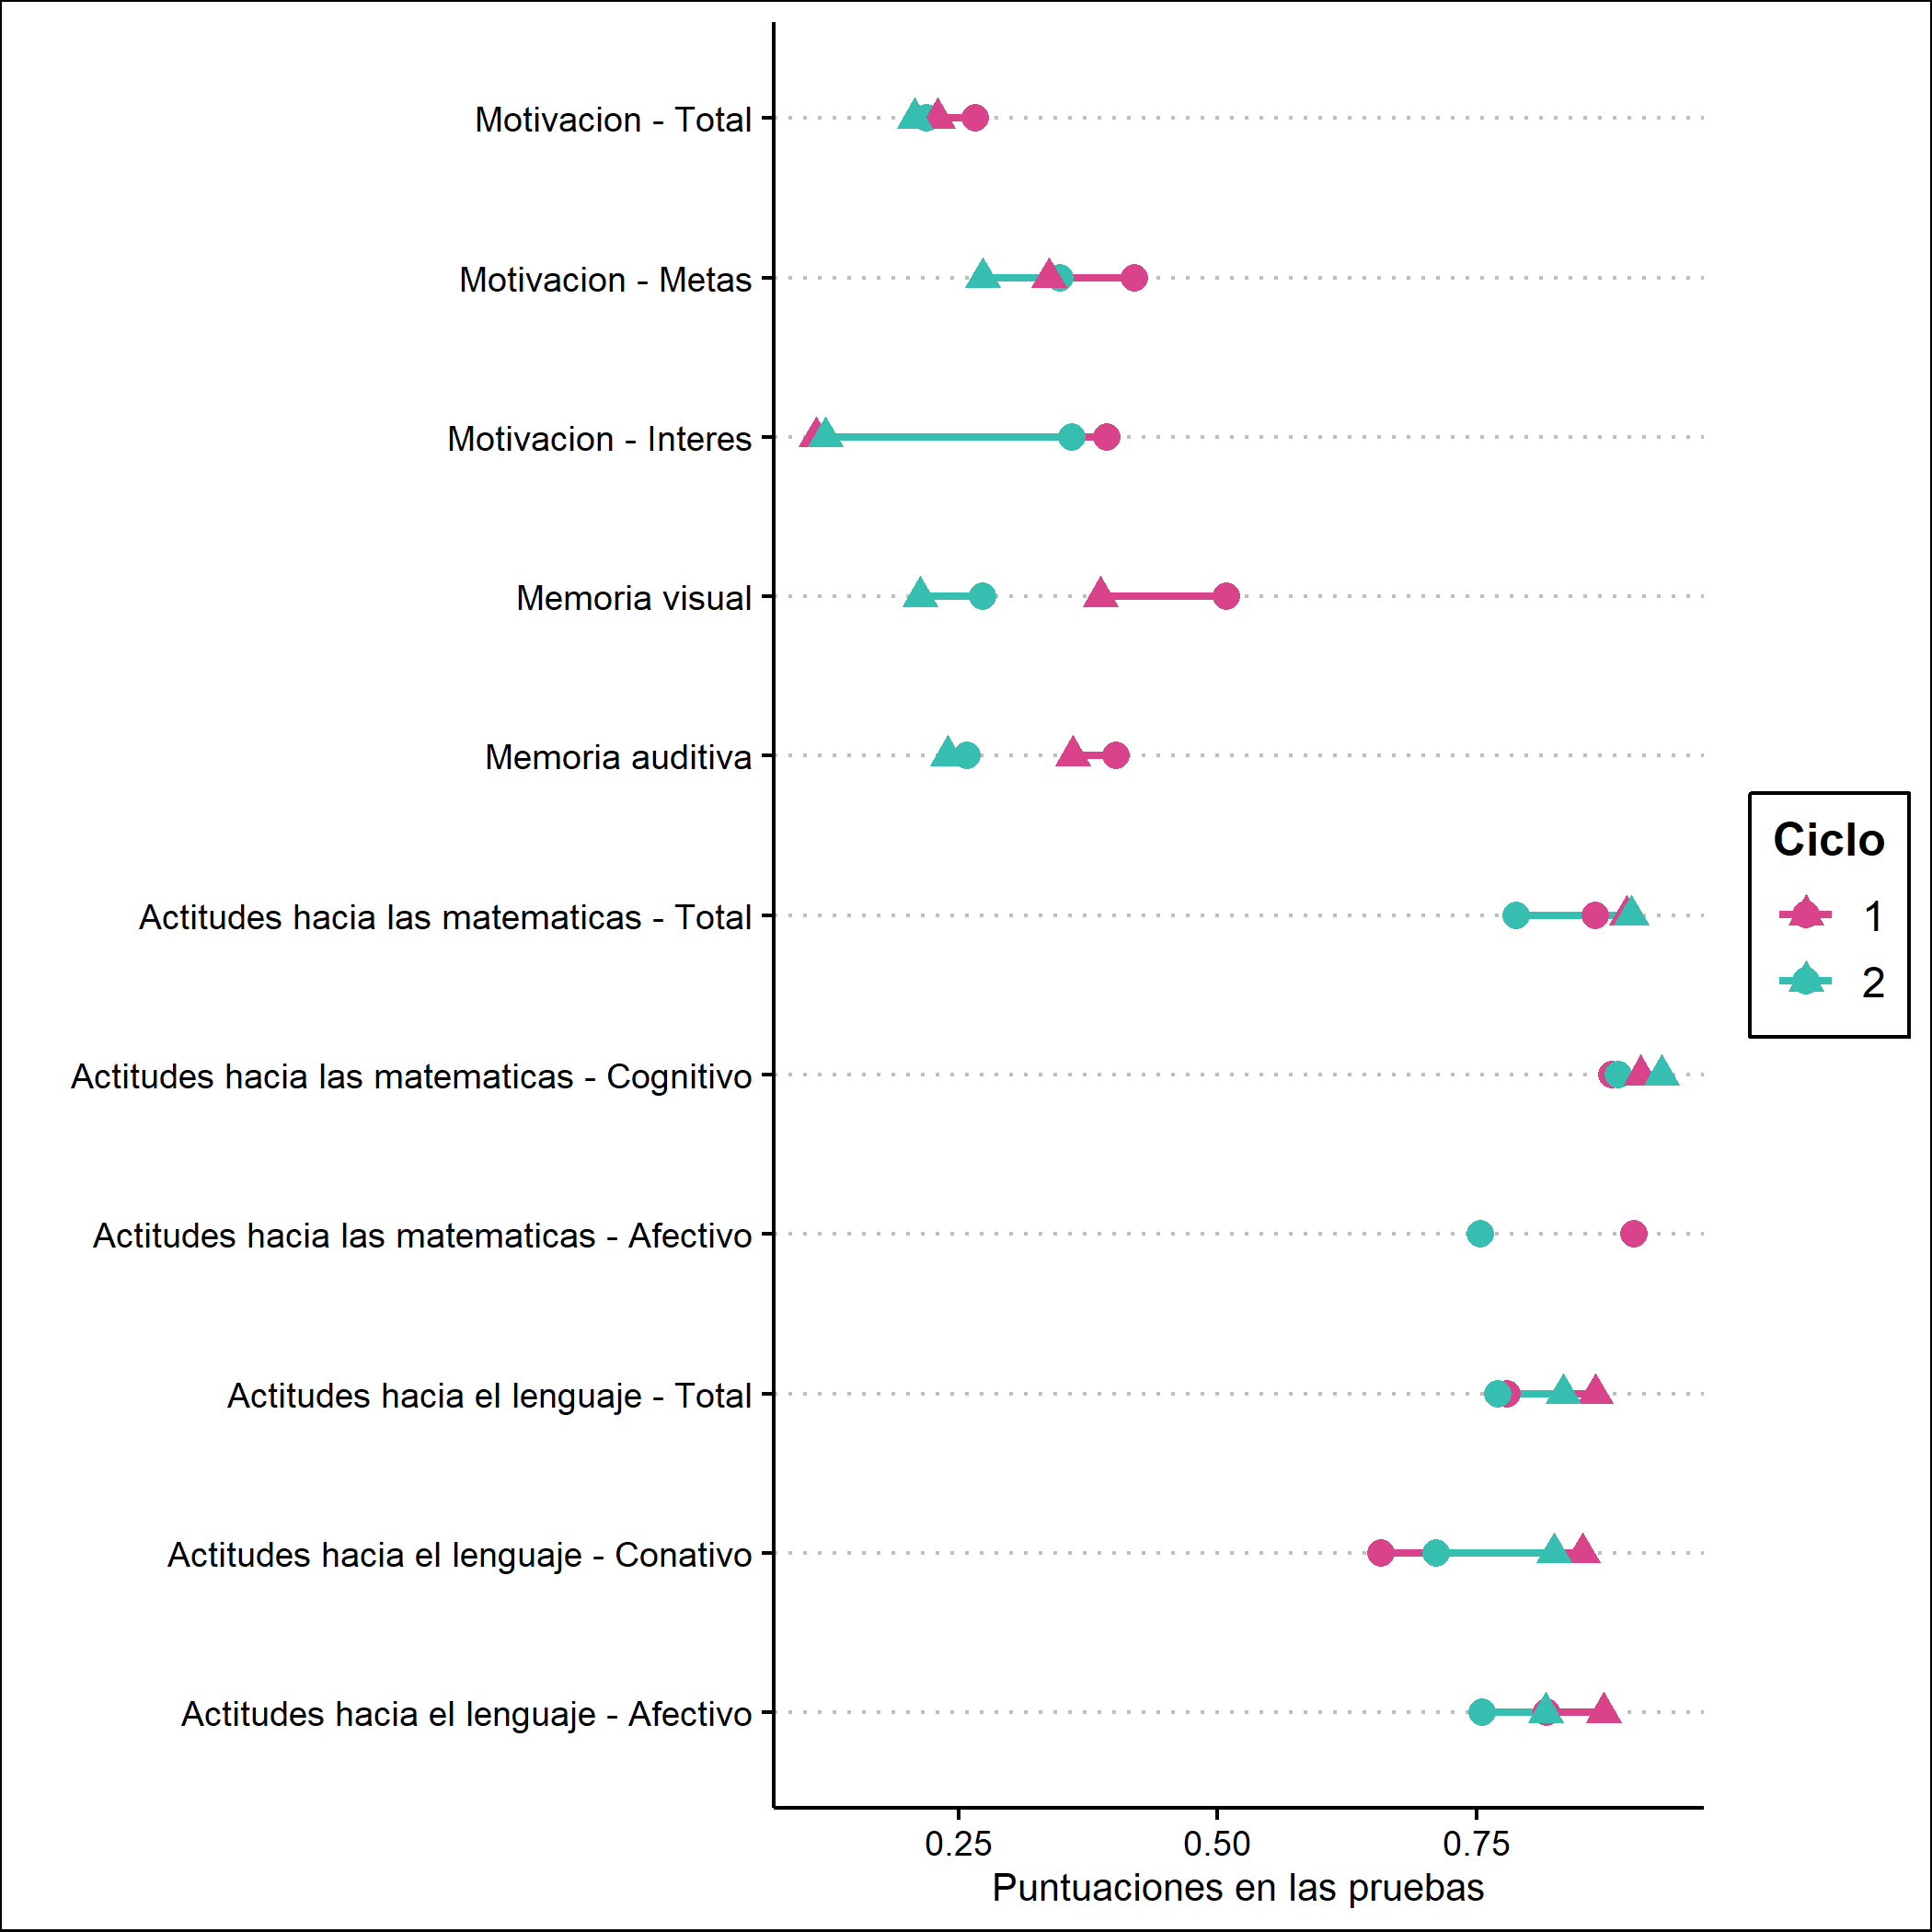 Motivacion - Total
Motivacion - Metas
Motivacion - Interes
Memoria visual
Memoria auditiva
Actitudes hacia las matematicas - Total
Actitudes hacia las matematicas - Cognitivo
Actitudes hacia las matematicas - Afectivo
Actitudes hacia el lenguaje - Total
Actitudes hacia el lenguaje - Conativo
Actitudes hacia el lenguaje - Afectivo
0.25 0.50 0.75
Puntuaciones en las pruebas
Ciclo
1
2